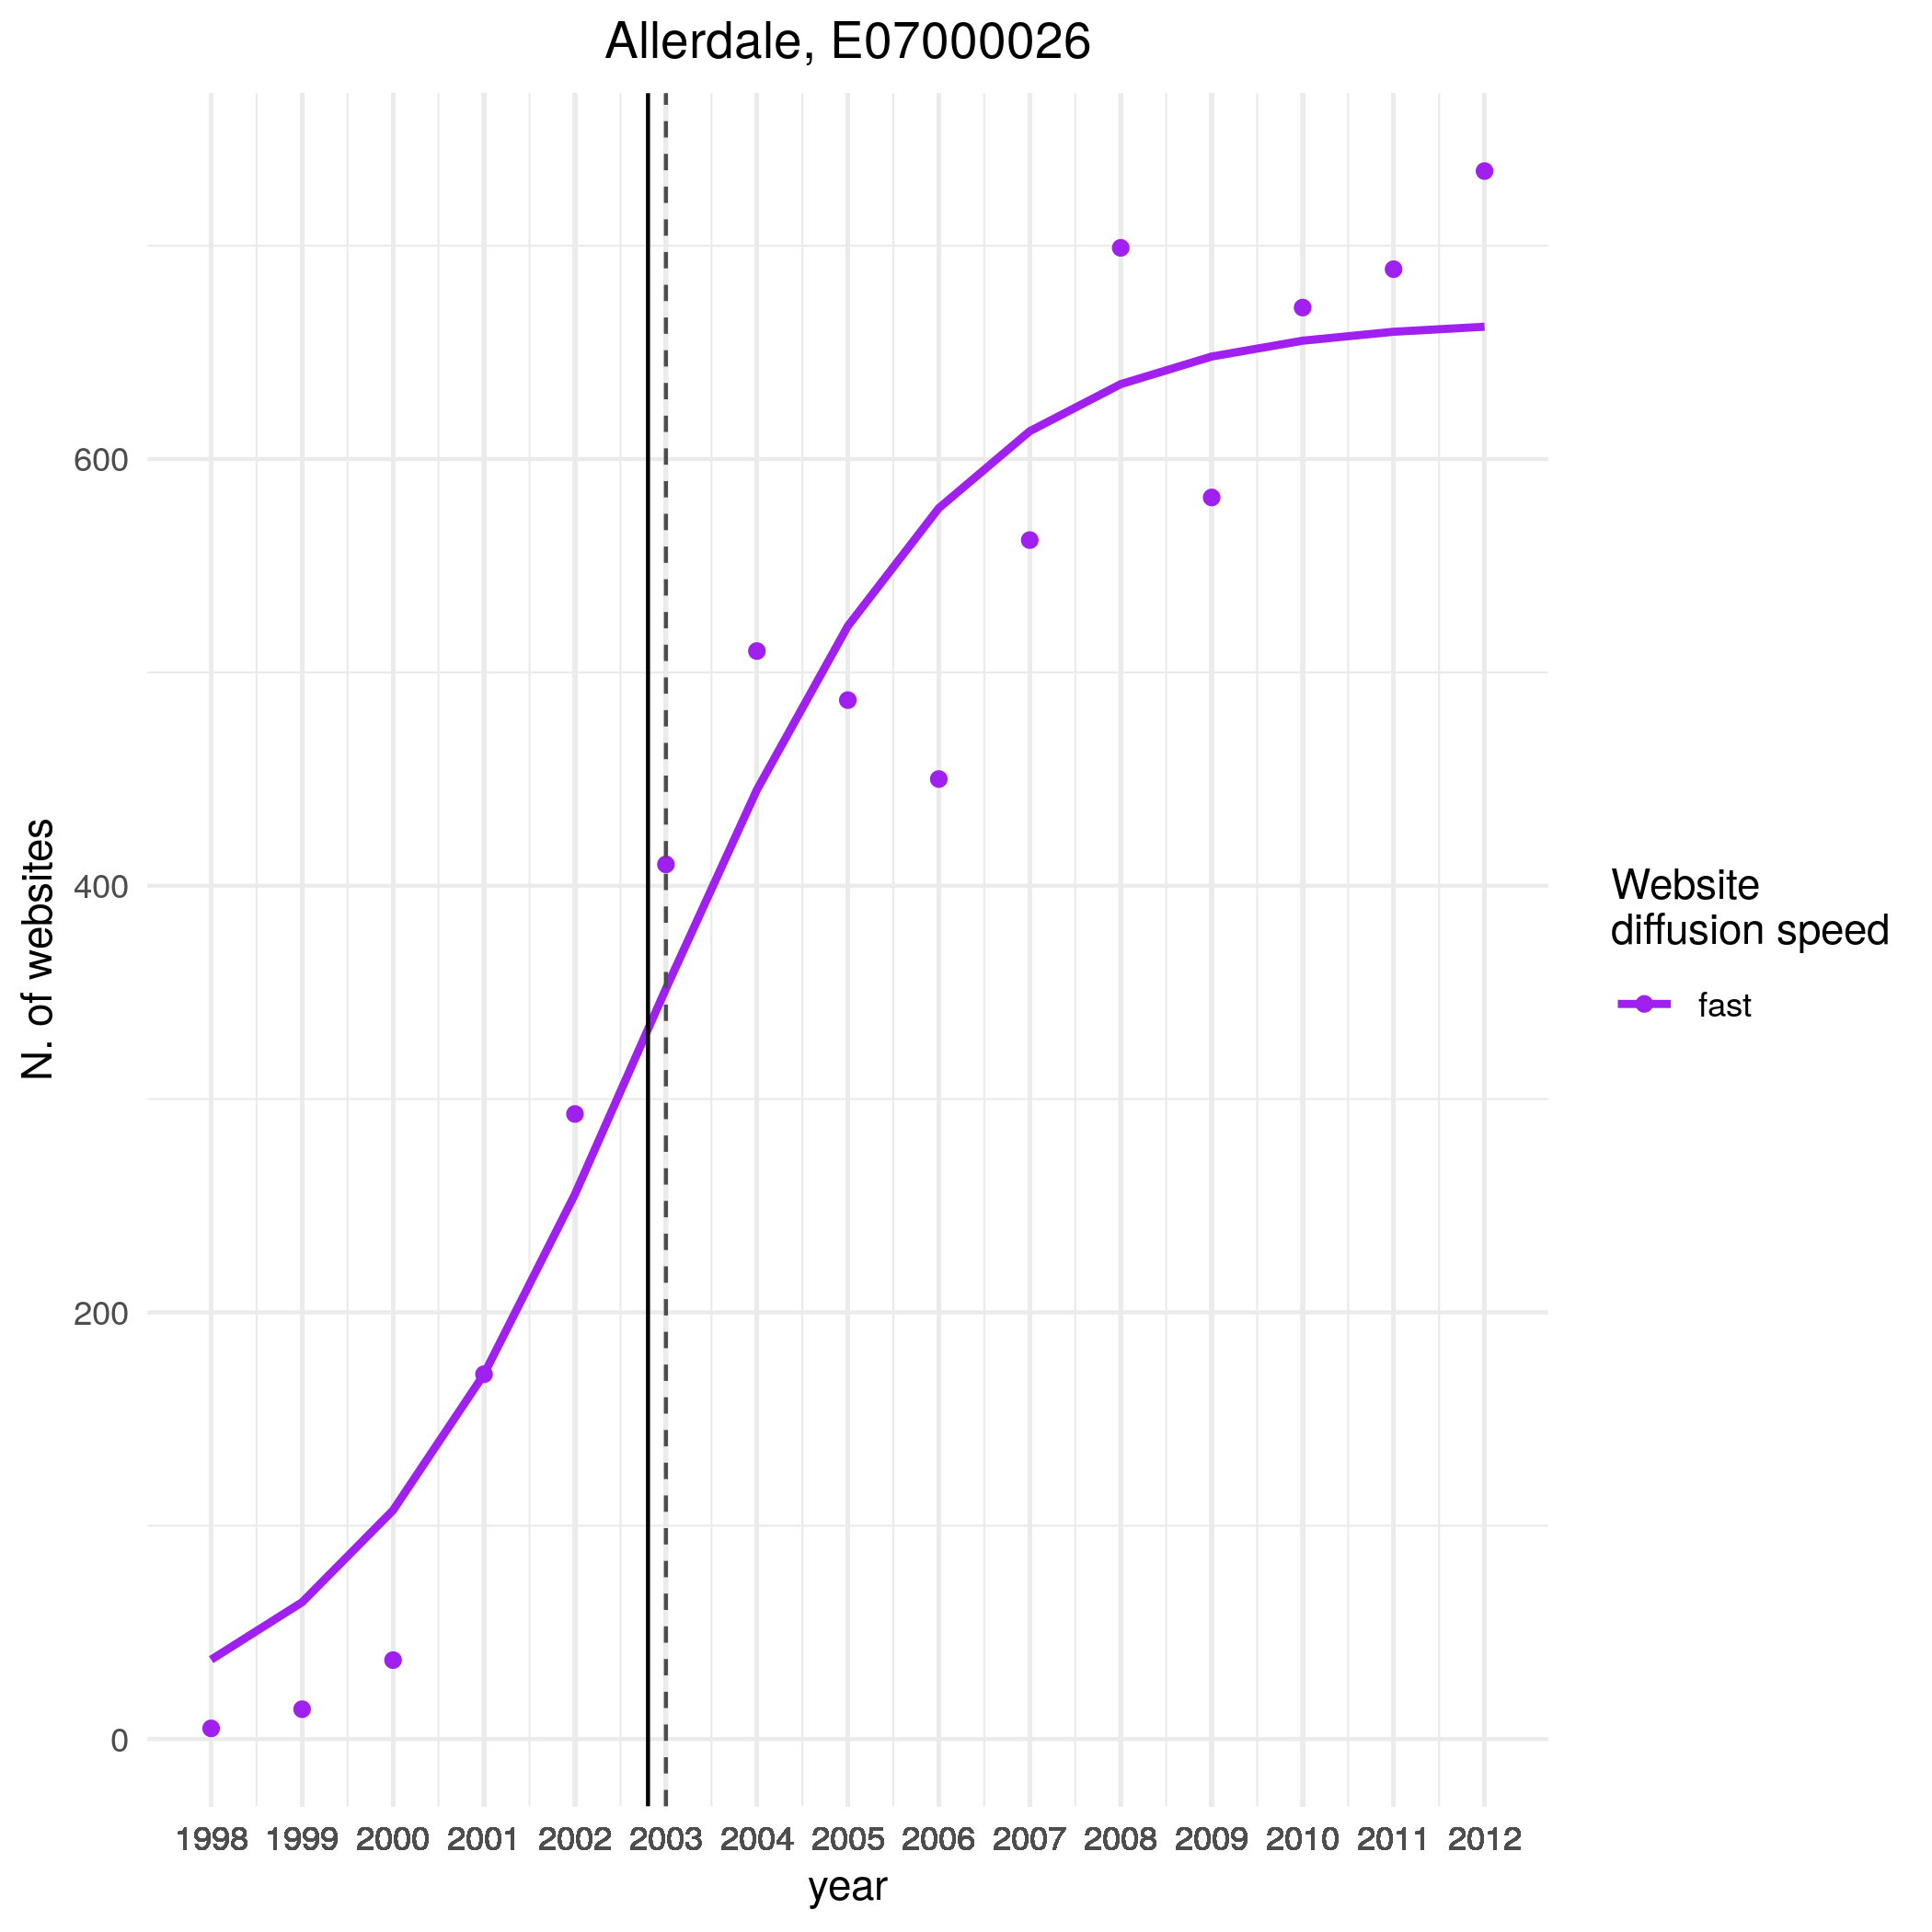 Allerdale, E07000026
N. of websites
600
400
200
0
1998 1999 2000 2001 2002 2003 2004 2005 2006 2007 2008 2009 2010 2011 2012
year
Website
diffusion speed
fast